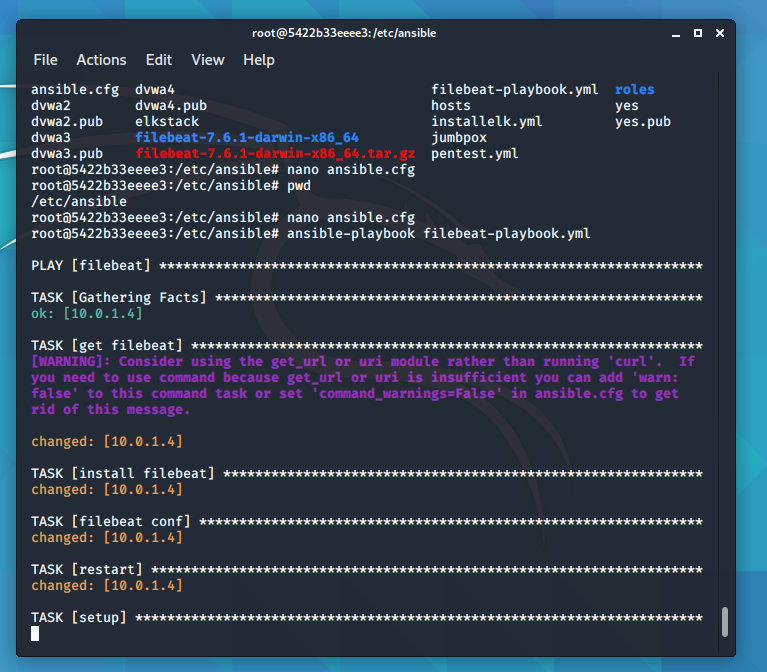 root@5422b33eeee3:/etc/ansible
File Actions Edit View Help
ansible.cfg dvwa4 filebeat-playbook.yml roles
dvwa2 dvwa4.pub hosts yes
dvwa2.pub elkstack installelk.yml yes.pub
dvwa3 filebeat-7.6.1-darwin-x86_64 jumbpox
dvwa3.pub filebeat-7.6.1-darwin-x86_64.tar.gz pentest.yml
root@5422b33eeee3:/etc/ansible# nano ansible.cfg
root@5422b33eeee3:/etc/ansible# pwd
/etc/ansible
root@5422b33eeee3:/etc/ansible# nano ansible.cfg
root@5422b33eeee3:/etc/ansible# ansible-playbook filebeat-playbook.yml
PLAY [filebeat] ********************************************************************
TASK [Gathering Facts] *************************************************************
ok: [10.0.1.4]
TASK [get filebeat] ****************************************************************
[WARNING]: Consider using the get_url or uri module rather than running 'curl'.  If
you need to use command because get_url or uri is insufficient you can add 'warn:
false' to this command task or set 'command_warnings=False' in ansible.cfg to get
rid of this message.
changed: [10.0.1.4]
TASK [install filebeat] ************************************************************
changed: [10.0.1.4]
TASK [filebeat conf] ***************************************************************
changed: [10.0.1.4]
TASK [restart] *********************************************************************
changed: [10.0.1.4]
TASK [setup] ***********************************************************************